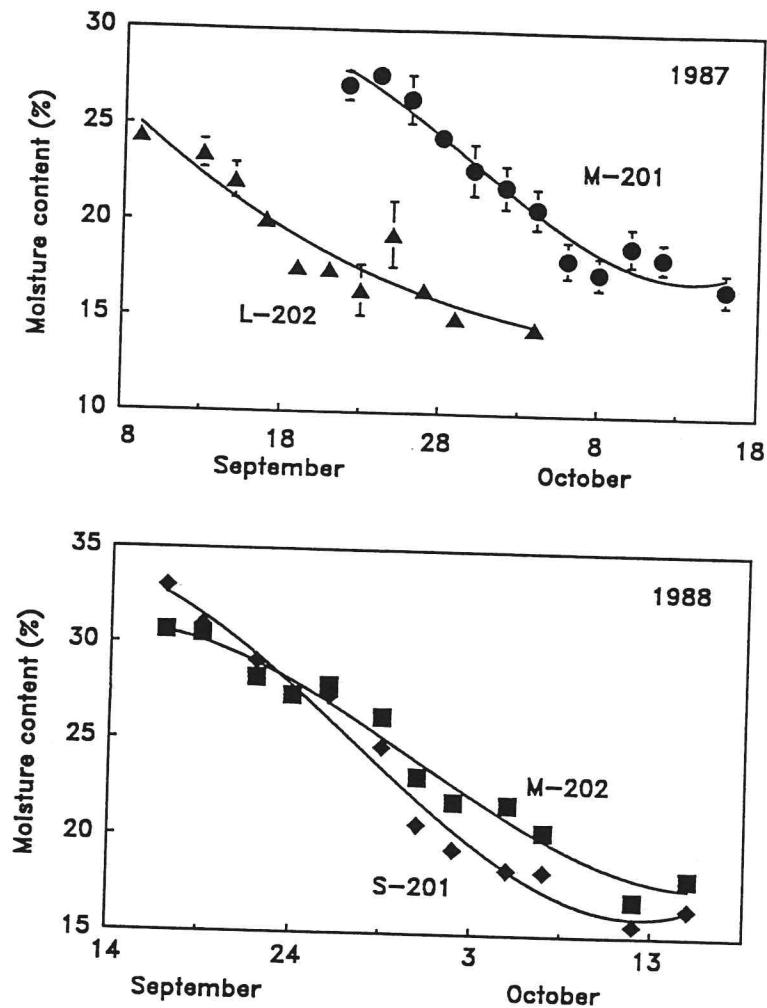 30
1987
25
M-201
20
15
L-202
10
8
18
28
8
18
September
October
Moisture content (%)
35
1988
30
25
M-202
20
S-201
15
14
24
3
13
September
October
Moisture content (%)